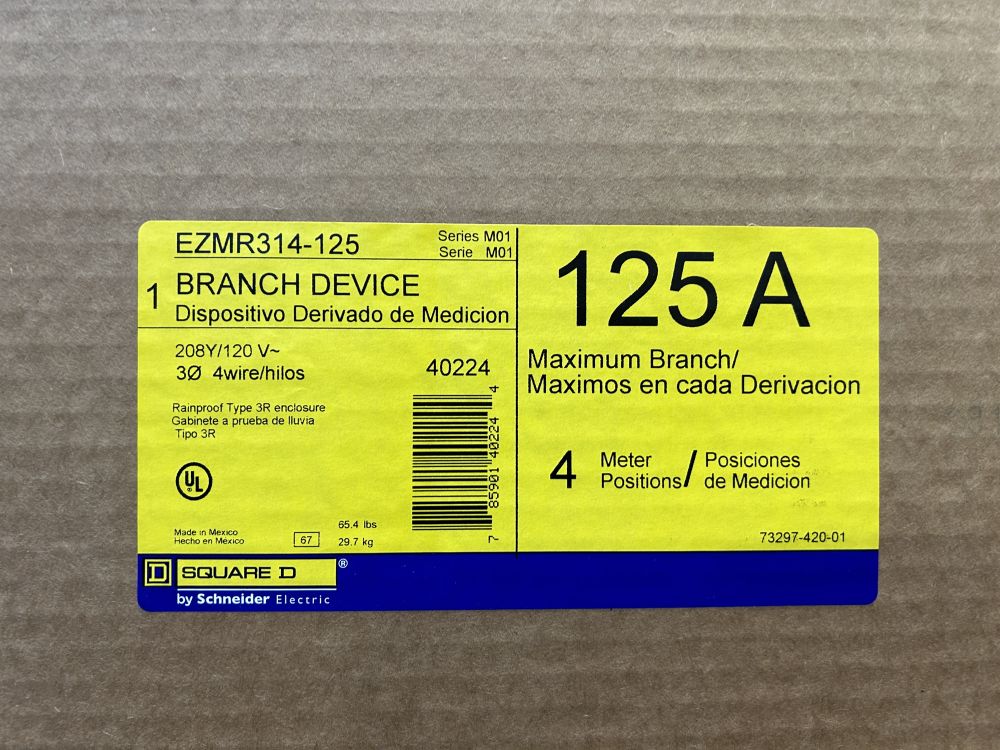 EZMR314-125
Series M01
Serie M01
1
BRANCH DEVICE
Dispositivo Derivado de Medicion
208Y/120 V~
3Ø 4wire/hilos
40224
Rainproof Type 3R enclosure
Gabinete a prueba de lluvia
Tipo 3R
UL
7 85901 40224 4
Made in Mexico
Hecho en México
67
65.4 lbs
29.7 kg
125 A
Maximum Branch/
Maximos en cada Derivacion
4
Meter
Positions
/
Posiciones
de Medicion
73297-420-01
D SQUARE D ®
by Schneider Electric